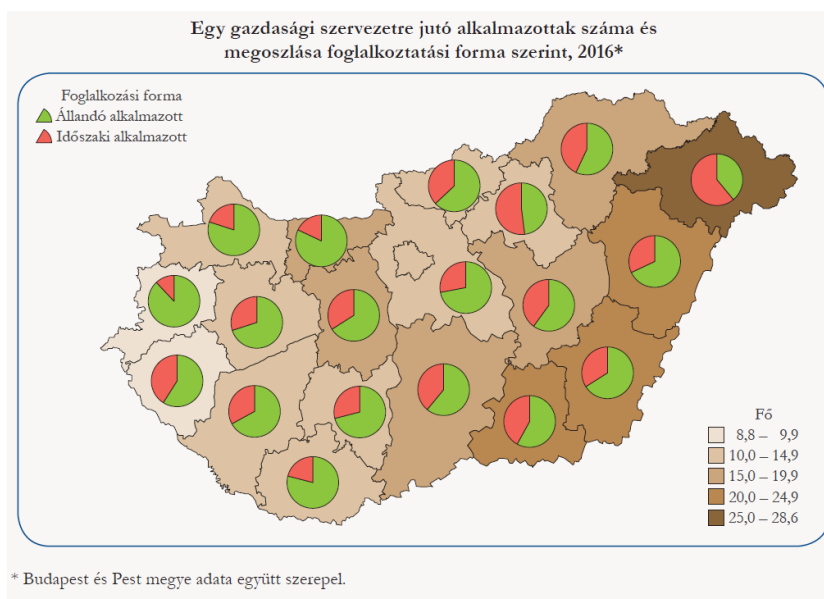 Egy gazdasági szervezetre jutó alkalmazottak száma és
megoszlása foglalkoztatási forma szerint, 2016*
Foglalkozási forma
Állandó alkalmazott
Időszaki alkalmazott
Fő
8,8 – 9,9
10,0 – 14,9
15,0 – 19,9
20,0 – 24,9
25,0 – 28,6
* Budapest és Pest megye adata együtt szerepel.